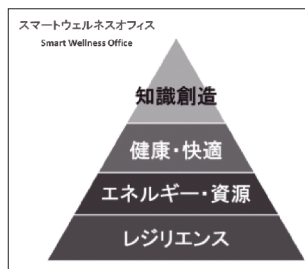 スマートウェルネスオフィス
Smart Wellness Office
知識創造
健康・快適
エネルギー・資源
レジリエンス